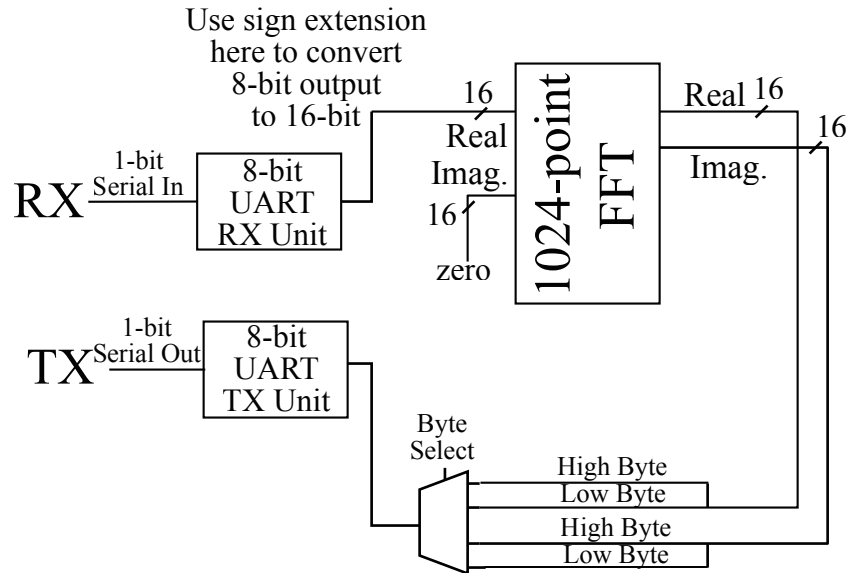 Use sign extension
here to convert
8-bit output
to 16-bit
16
Real
Imag.
16
zero
1024-point
FFT
Real
16
Imag.
16
RX
1-bit
Serial In
8-bit
UART
RX Unit
TX
1-bit
Serial Out
8-bit
UART
TX Unit
Byte
Select
High Byte
Low Byte
High Byte
Low Byte